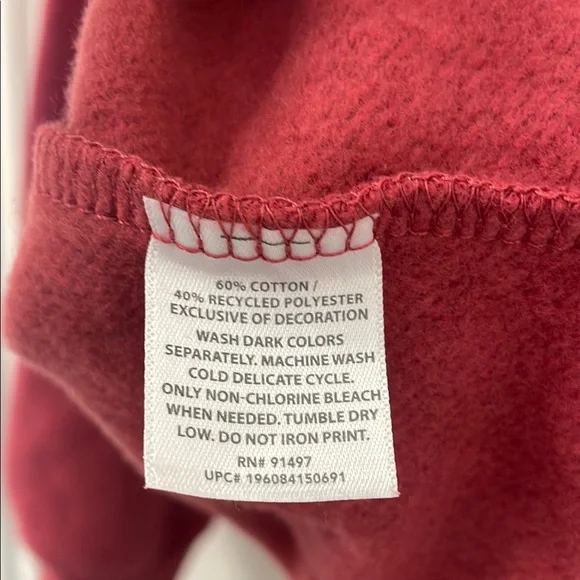 60% COTTON /
40% RECYCLED POLYESTER
EXCLUSIVE OF DECORATION
WASH DARK COLORS
SEPARATELY. MACHINE WASH
COLD DELICATE CYCLE.
ONLY NON-CHLORINE BLEACH
WHEN NEEDED. TUMBLE DRY
LOW. DO NOT IRON PRINT.
RN# 91497
UPC# 196084150691